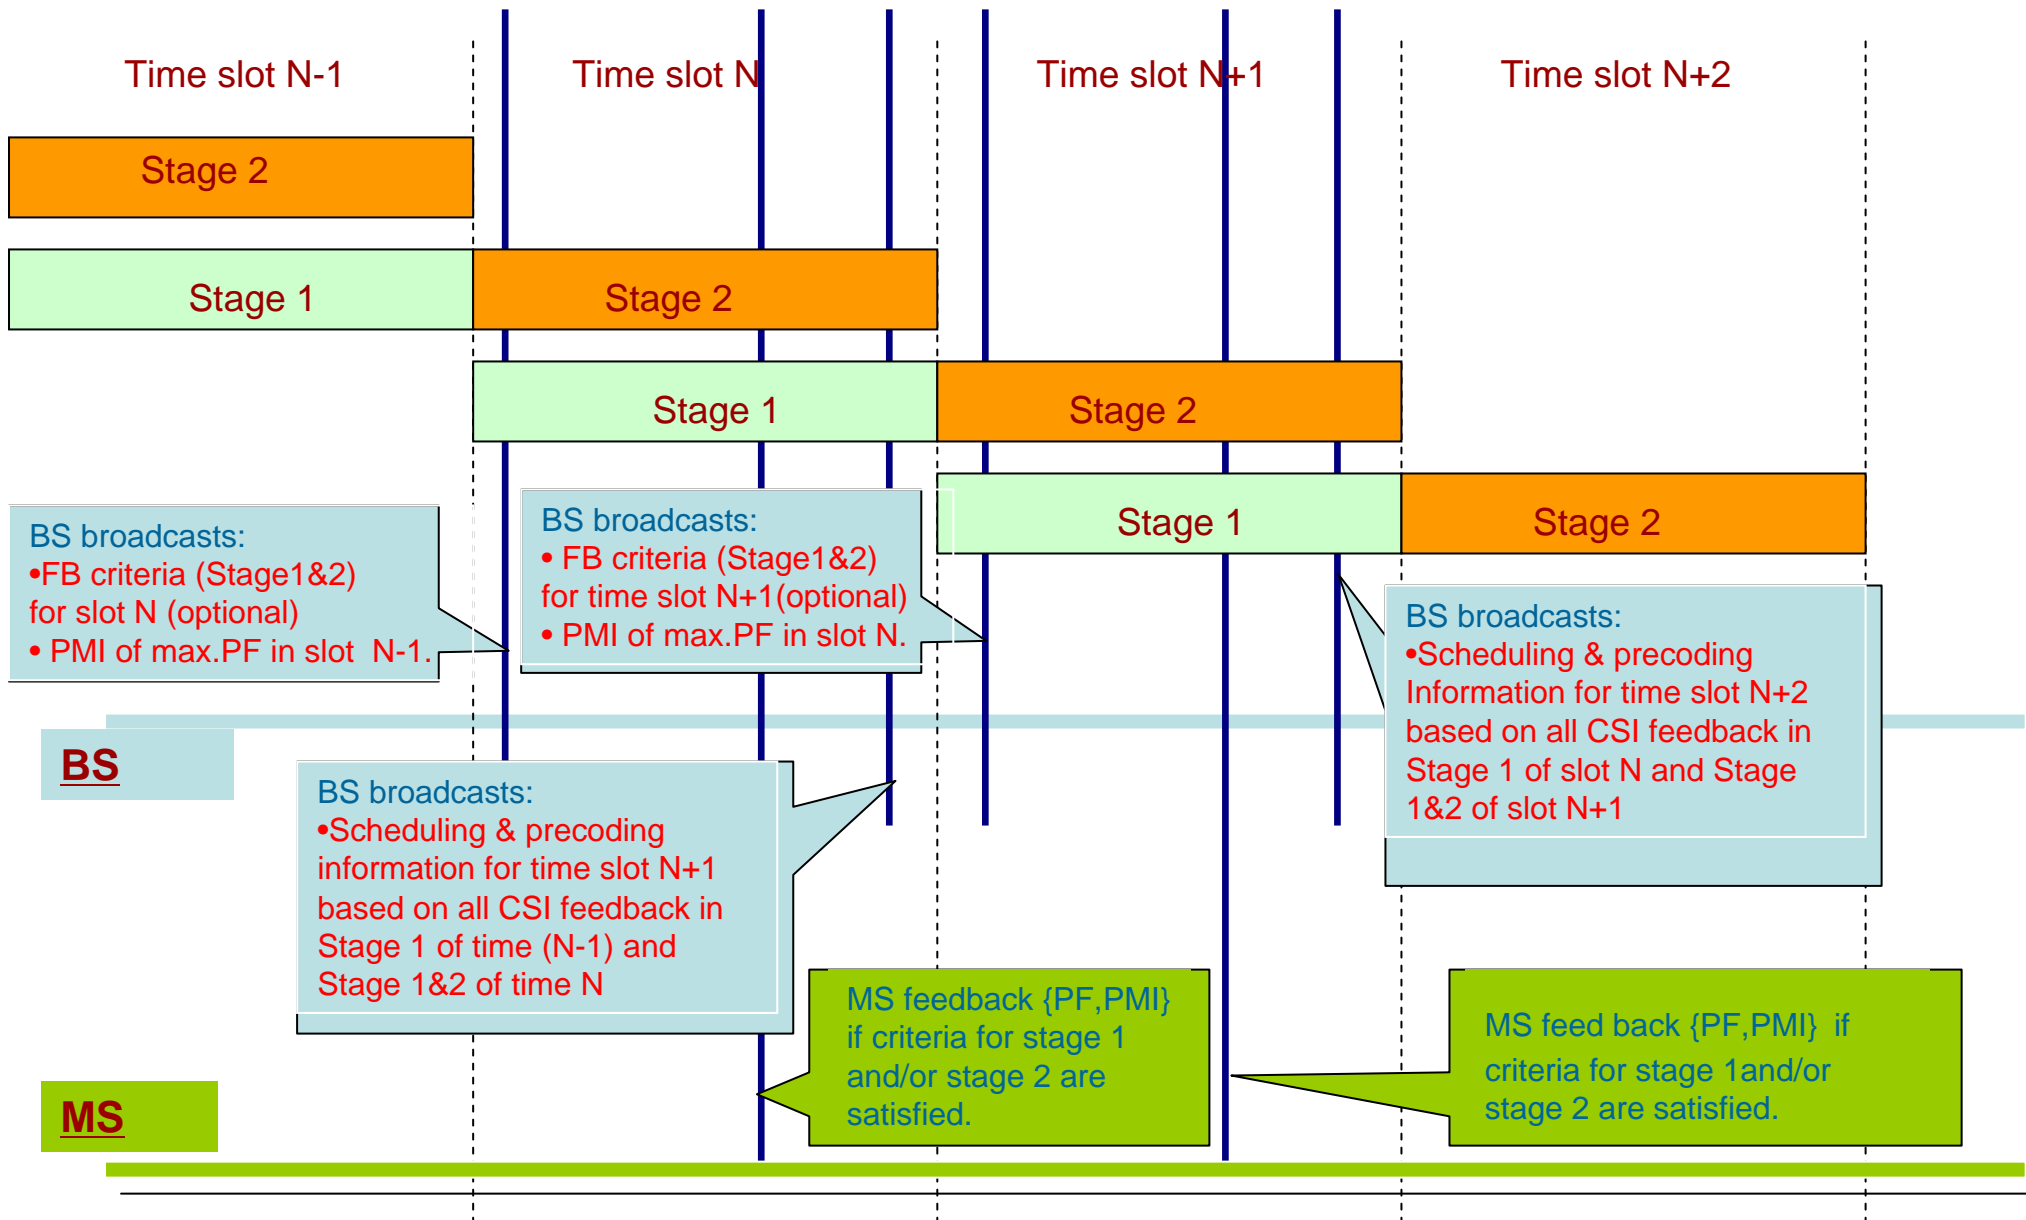 Time slot N-1
Time slot N
Time slot N+1
Time slot N+2
Stage 2
Stage 1
Stage 2
Stage 1
Stage 2
Stage 1
Stage 2
BS broadcasts:
•FB criteria (Stage1&2)
for slot N (optional)
• PMI of max.PF in slot N-1.
BS broadcasts:
• FB criteria (Stage1&2)
for time slot N+1(optional)
• PMI of max.PF in slot N.
BS broadcasts:
•Scheduling & precoding
Information for time slot N+2
based on all CSI feedback in
Stage 1 of slot N and Stage
1&2 of slot N+1
BS
BS broadcasts:
•Scheduling & precoding
information for time slot N+1
based on all CSI feedback in
Stage 1 of time (N-1) and
Stage 1&2 of time N
MS feedback {PF,PMI}
if criteria for stage 1
and/or stage 2 are
satisfied.
MS feed back {PF,PMI} if
criteria for stage 1and/or
stage 2 are satisfied.
MS